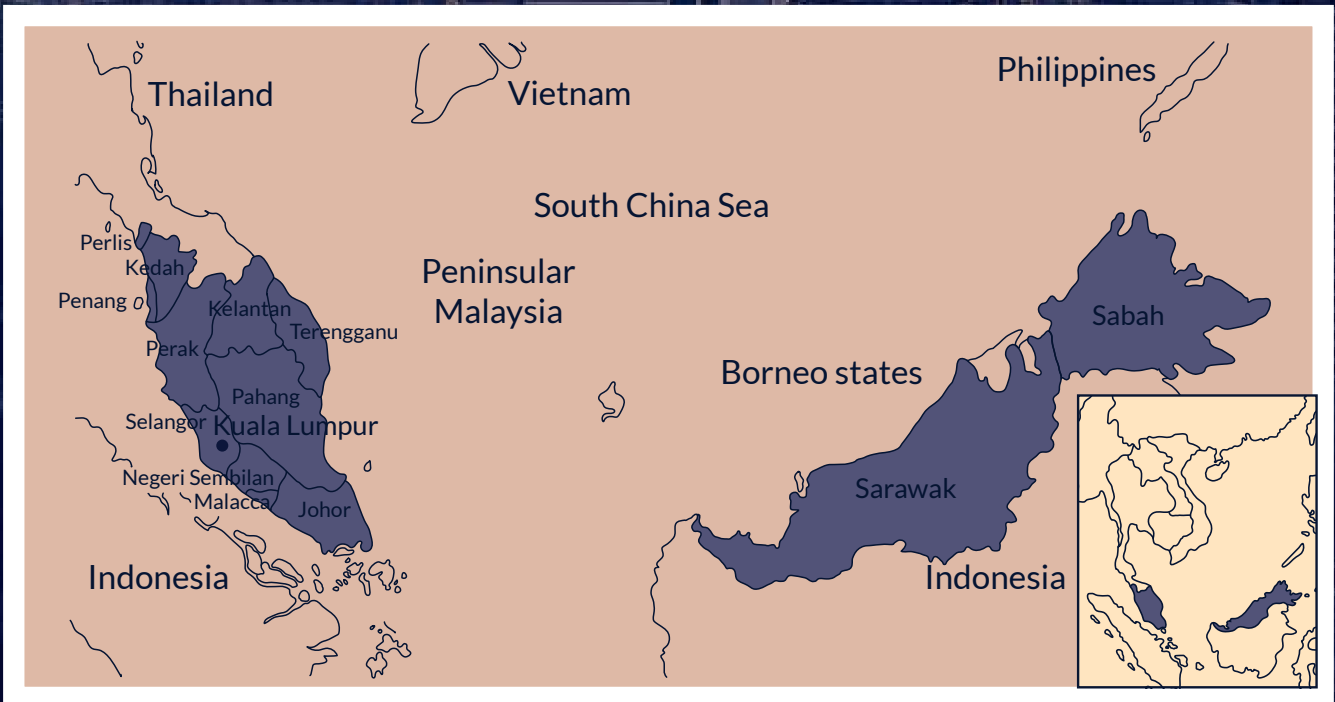 Thailand
Vietnam
Philippines
South China Sea
Perlis
Kedah
Penang
Peninsular
Malaysia
Kelantan
Terengganu
Sabah
Perak
Borneo states
Pahang
Selangor
Kuala Lumpur
Negeri Sembilan
Malacca
Johor
Sarawak
Indonesia
Indonesia